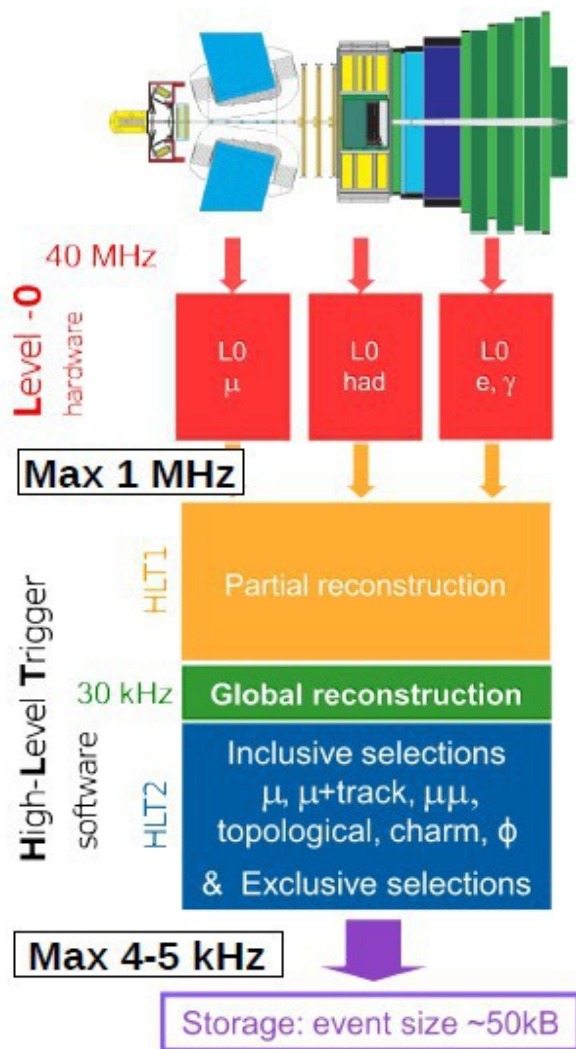 40 MHz
Level -0
hardware
L0
μ
L0
had
L0
e, γ
Max 1 MHz
High-Level Trigger
software
HLT1
Partial reconstruction
30 kHz
Global reconstruction
HLT2
Inclusive selections
μ, μ+track, μμ,
topological, charm, ϕ
& Exclusive selections
Max 4-5 kHz
Storage: event size ~50kB